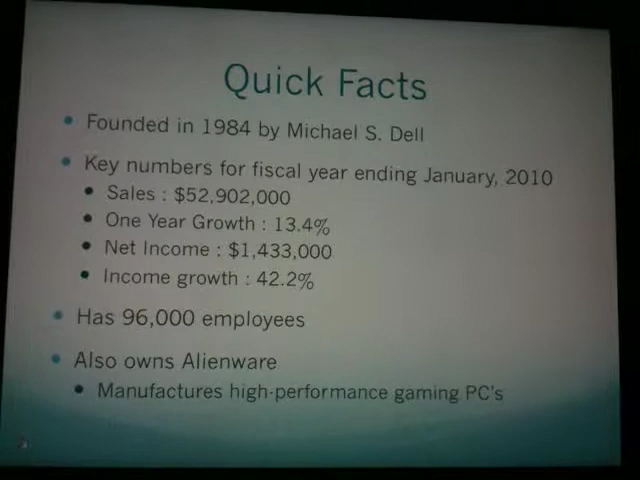 Quick Facts
• Founded in 1984 by Michael S. Dell
• Key numbers for fiscal year ending January, 2010
• Sales : $52,902,000
• One Year Growth : 13.4%
• Net Income : $1,433,000
• Income growth : 42.2%
• Has 96,000 employees
• Also owns Alienware
• Manufactures high-performance gaming PC's